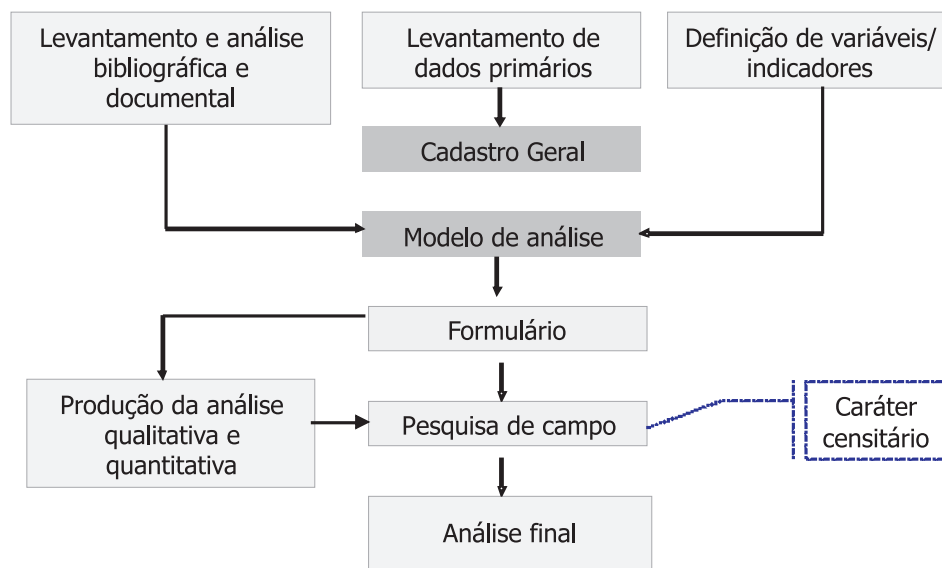 Levantamento e análise
bibliográfica e
documental
Levantamento de
dados primários
Definição de variáveis/
indicadores
Cadastro Geral
Modelo de análise
Formulário
Produção da análise
qualitativa e
quantitativa
Pesquisa de campo
Caráter
censitário
Análise final